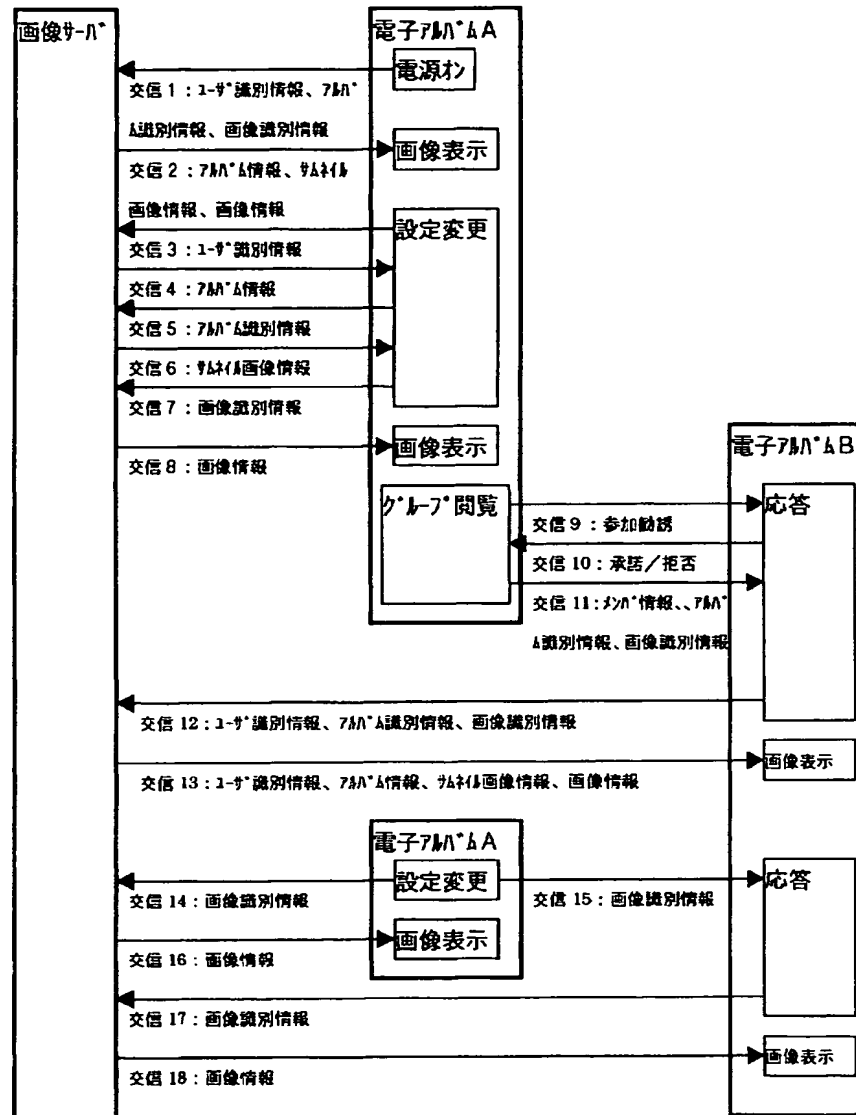 画像ｻｰﾊﾞ
電子ｱﾙﾊﾞﾑA
電源ｵﾝ
交信1：ﾕｰｻﾞ識別情報、ｱﾙﾊﾞ
ﾑ識別情報、画像識別情報
画像表示
交信2：ｱﾙﾊﾞﾑ情報、ｻﾑﾈｲﾙ
画像情報、画像情報
設定変更
交信3：ﾕｰｻﾞ識別情報
交信4：ｱﾙﾊﾞﾑ情報
交信5：ｱﾙﾊﾞﾑ識別情報
交信6：ｻﾑﾈｲﾙ画像情報
交信7：画像識別情報
画像表示
電子ｱﾙﾊﾞﾑB
交信8：画像情報
ｸﾞﾙｰﾌﾟ閲覧
応答
交信9：参加勧誘
交信10：承諾／拒否
交信11：ﾒﾝﾊﾞ情報、、ｱﾙﾊﾞ
ﾑ識別情報、画像識別情報
交信12：ﾕｰｻﾞ識別情報、ｱﾙﾊﾞﾑ識別情報、画像識別情報
画像表示
交信13：ﾕｰｻﾞ識別情報、ｱﾙﾊﾞﾑ情報、ｻﾑﾈｲﾙ画像情報、画像情報
電子ｱﾙﾊﾞﾑA
設定変更
応答
交信14：画像識別情報
交信15：画像識別情報
画像表示
交信16：画像情報
交信17：画像識別情報
画像表示
交信18：画像情報